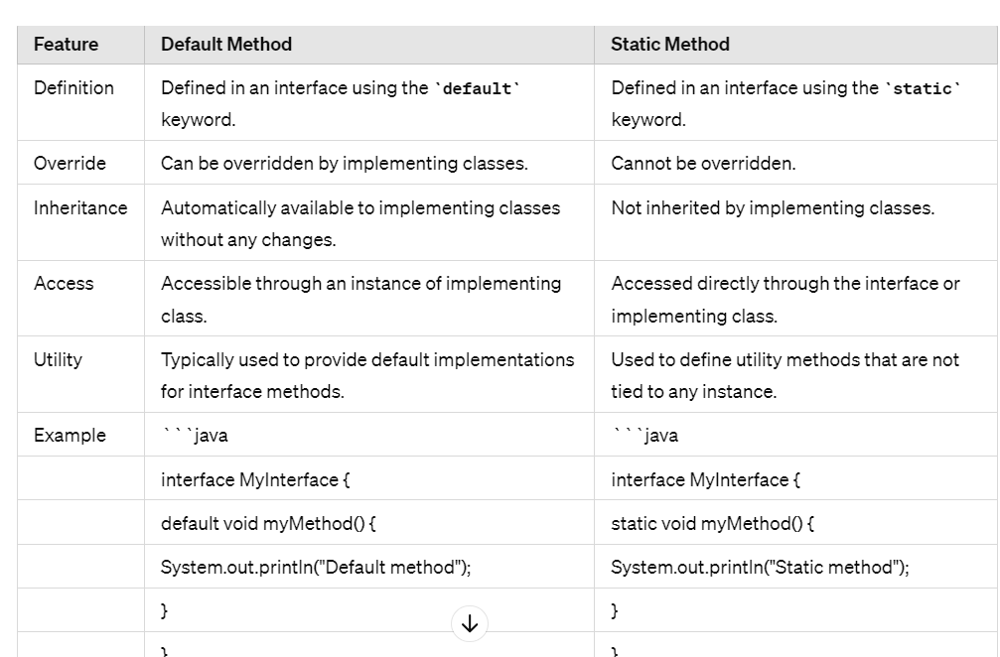 Feature Default Method Static Method
Definition Defined in an interface using the `default` Defined in an interface using the `static`
keyword. keyword.
Override Can be overridden by implementing classes. Cannot be overridden.
Inheritance Automatically available to implementing classes Not inherited by implementing classes.
without any changes.
Access Accessible through an instance of implementing Accessed directly through the interface or
class. implementing class.
Utility Typically used to provide default implementations Used to define utility methods that are not
for interface methods. tied to any instance.
Example ```java ```java
interface MyInterface { interface MyInterface {
default void myMethod() { static void myMethod() {
System.out.println("Default method"); System.out.println("Static method");
} }
} }